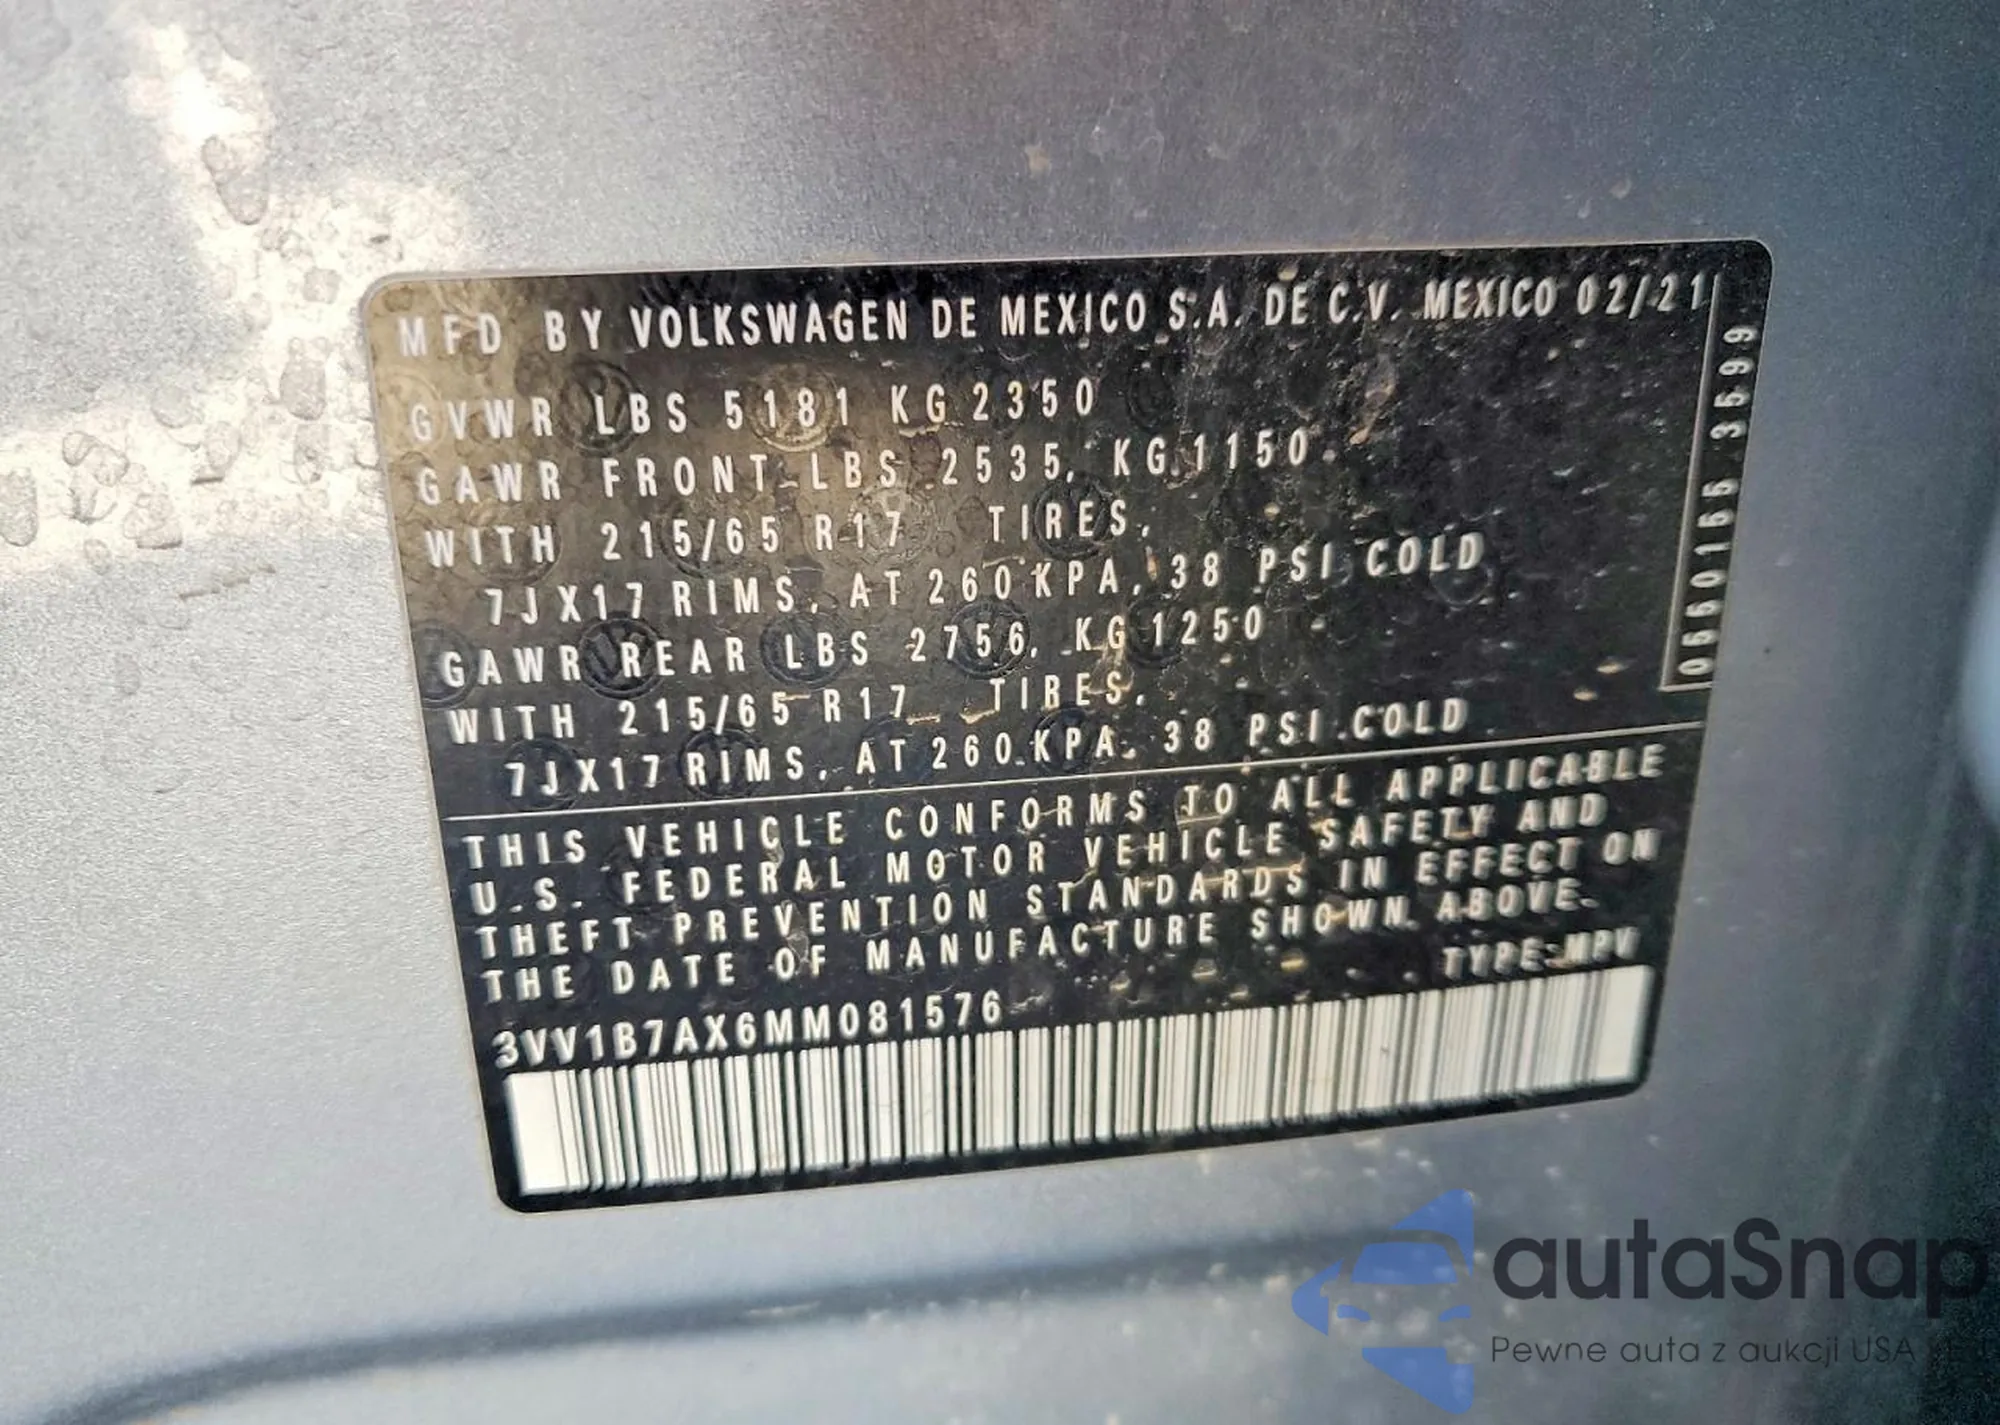 MFD BY VOLKSWAGEN DE MEXICO S.A. DE C.V. MEXICO 02/21
GVWR LBS 5181 KG 2350
GAWR FRONT LBS 2535, KG 1150
WITH 215/65 R17 TIRES,
7JX17 RIMS, AT 260 KPA, 38 PSI COLD
GAWR REAR LBS 2756, KG 1250
WITH 215/65 R17 TIRES,
7JX17 RIMS, AT 260 KPA, 38 PSI COLD
THIS VEHICLE CONFORMS TO ALL APPLICABLE
U.S. FEDERAL MOTOR VEHICLE SAFETY AND
THEFT PREVENTION STANDARDS IN EFFECT ON
THE DATE OF MANUFACTURE SHOWN ABOVE.
TYPE: MPV
3VV1B7AX6MM081576
autaSnap
Pewne auta z aukcji USA